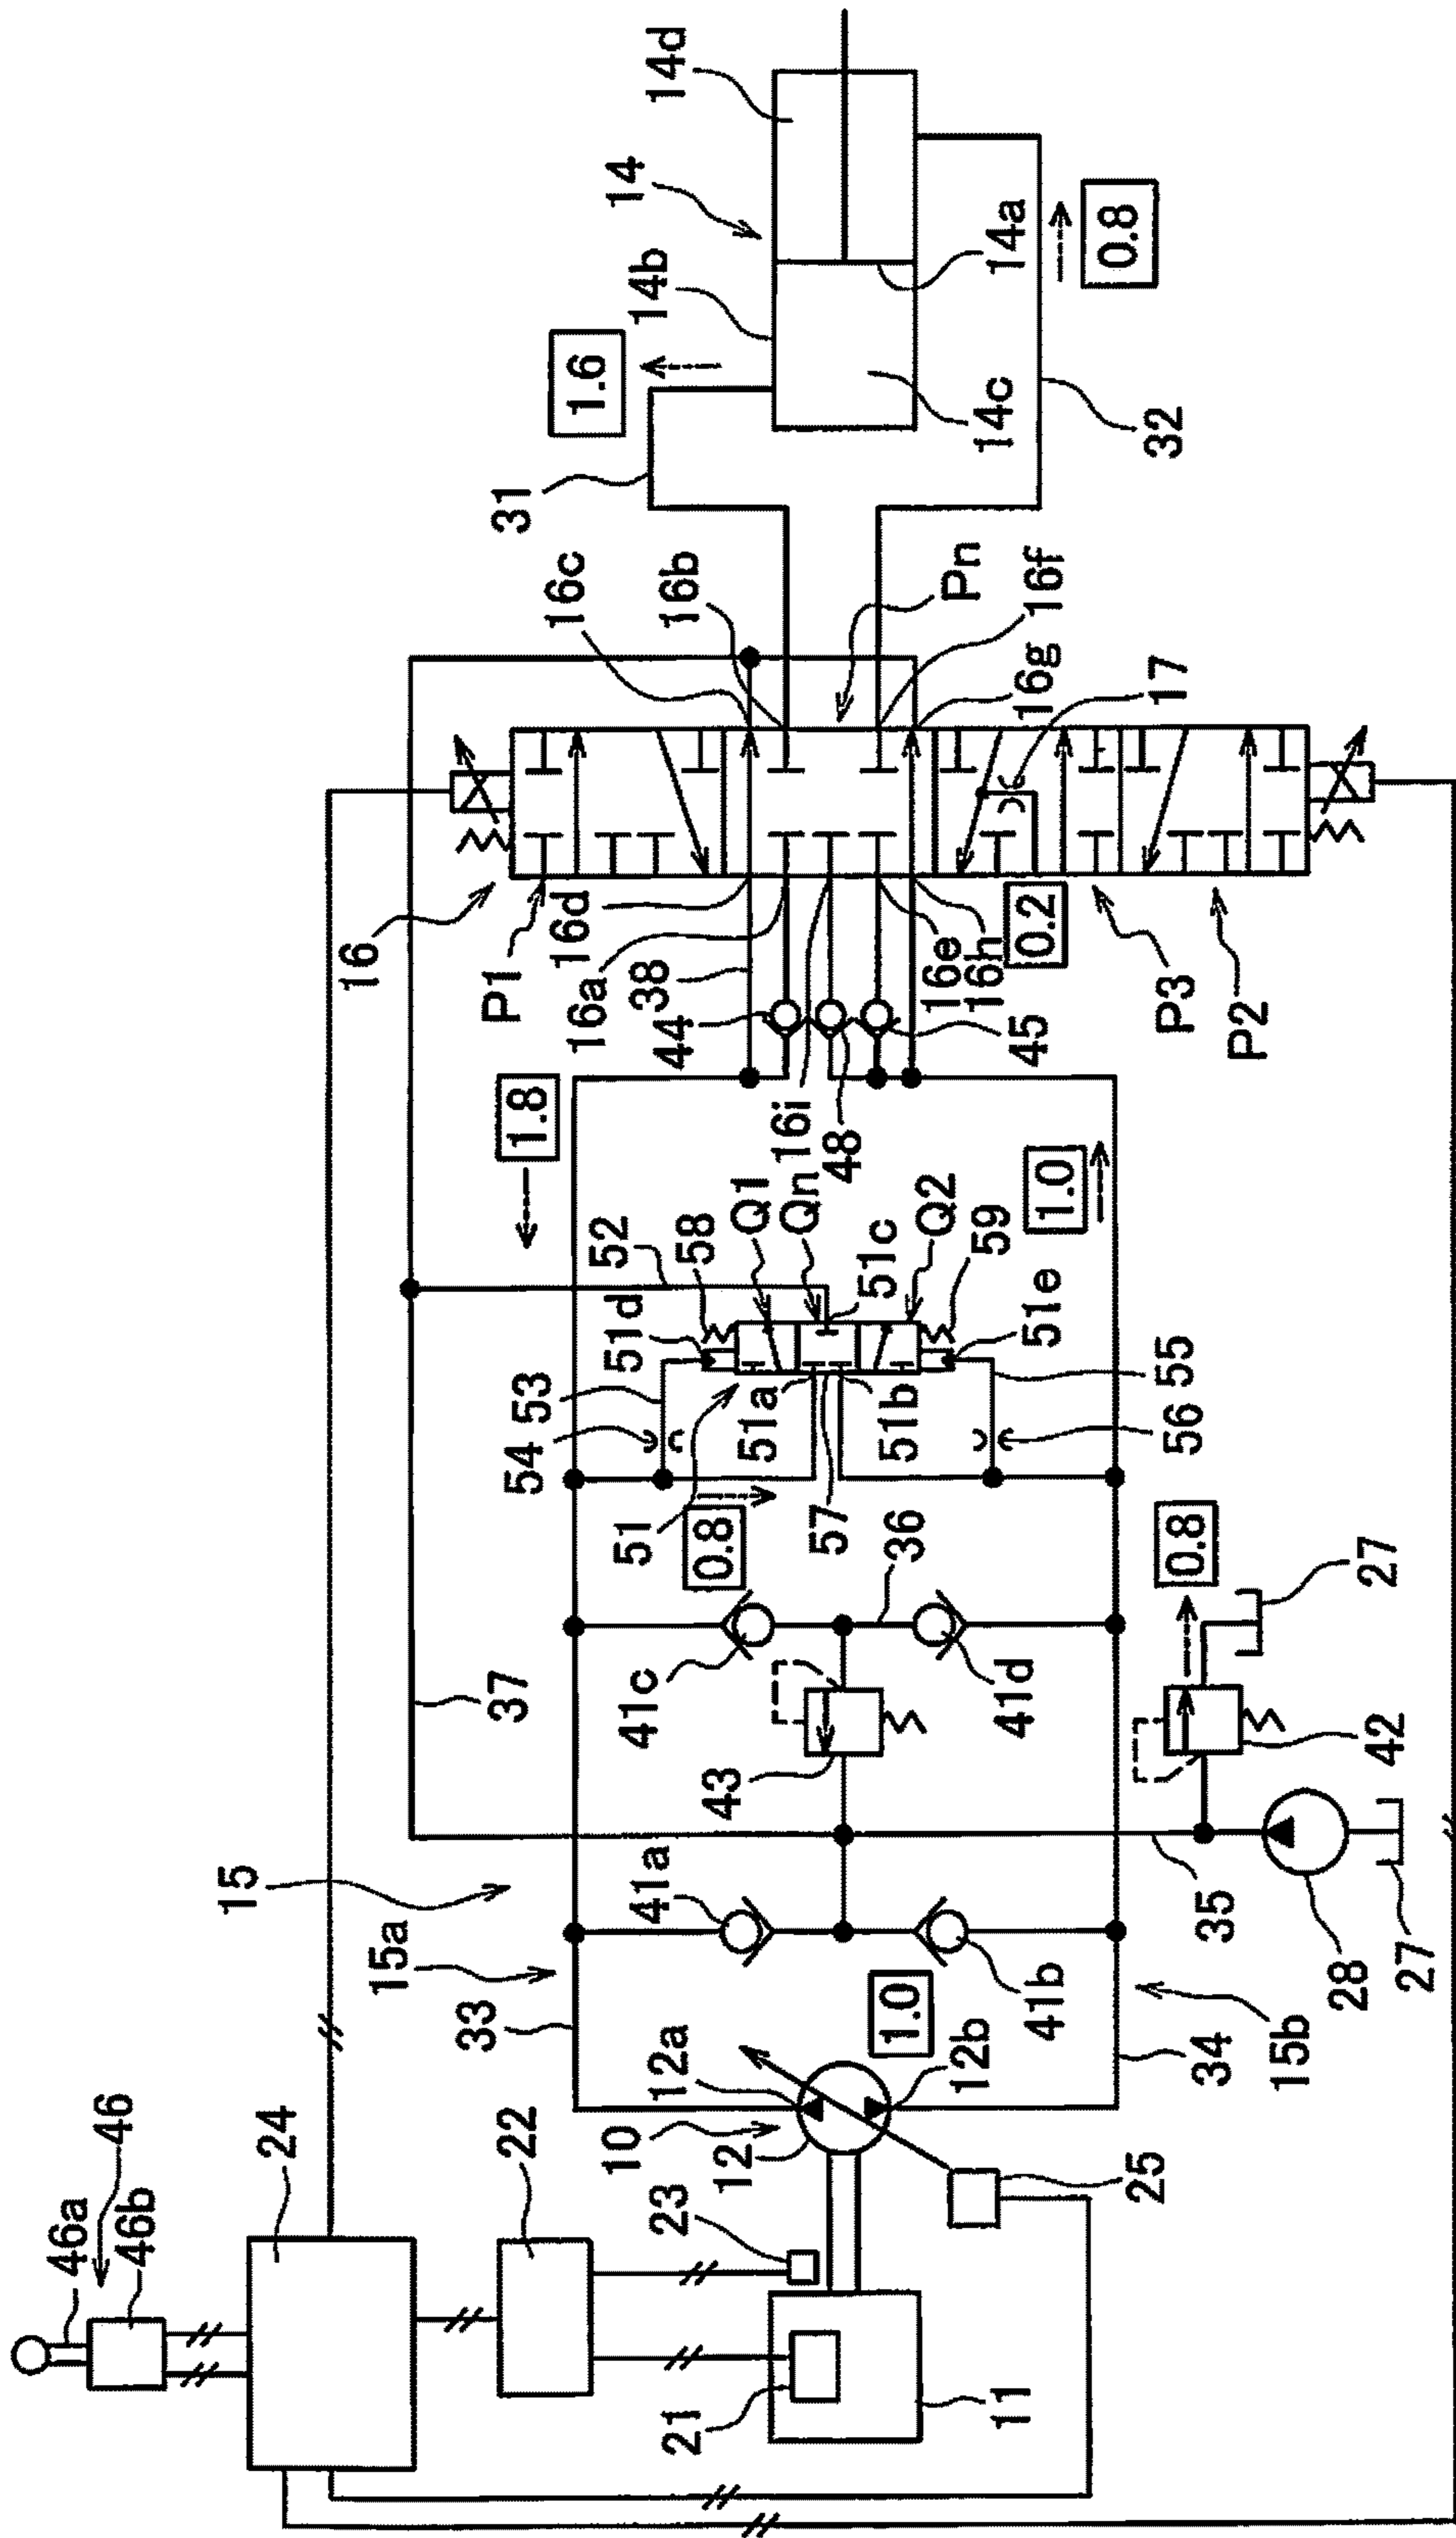 46a
46
46b
24
22
23
21
11
10
12
12a
12b
1.0
25
15
15a
33
34
15b
41a
41b
37
35
28
27
42
27
0.8
43
41c
41d
36
57
51
0.8
54
53
51d
58
52
51a
51b
51c
Q1
Qn
Q2
59
51e
55
56
1.8
1.0
16
P1
16d
16a
38
44
16i
48
45
16e
16h
0.2
P3
P2
16c
16b
Pn
16f
16g
17
31
32
1.6
14b
14
14d
14c
14a
0.8